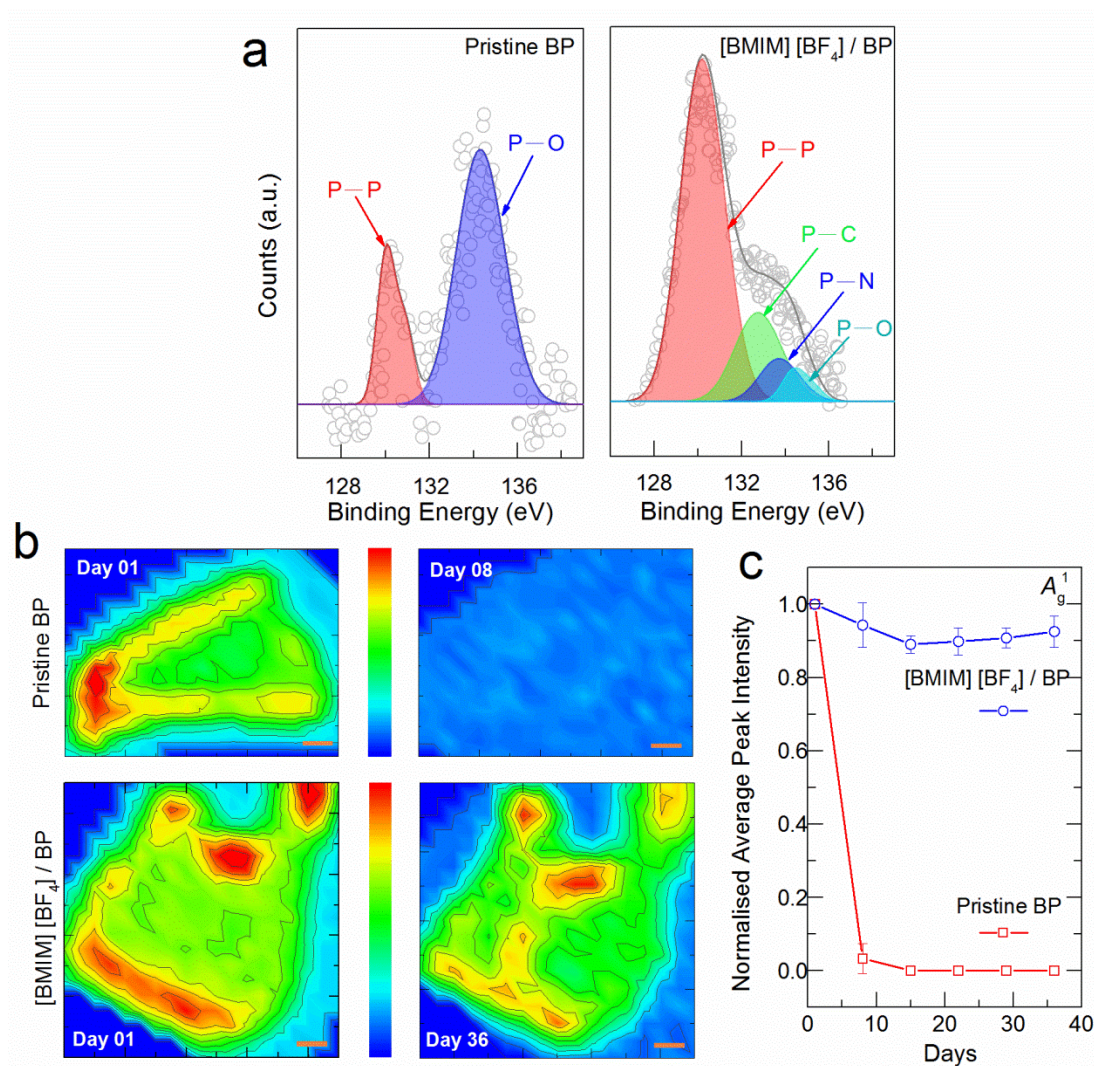 a
Pristine BP
[BMIM] [BF4] / BP
P—P
P—O
P—P
P—C
P—N
P—O
Counts (a.u.)
128 132 136
128 132 136
Binding Energy (eV)
Binding Energy (eV)
b
Pristine BP
Day 01
Day 08
[BMIM] [BF4] / BP
Day 01
Day 36
c
Ag1
[BMIM] [BF4] / BP
Pristine BP
Normalised Average Peak Intensity
1.0
0.8
0.6
0.4
0.2
0.0
0 10 20 30 40
Days